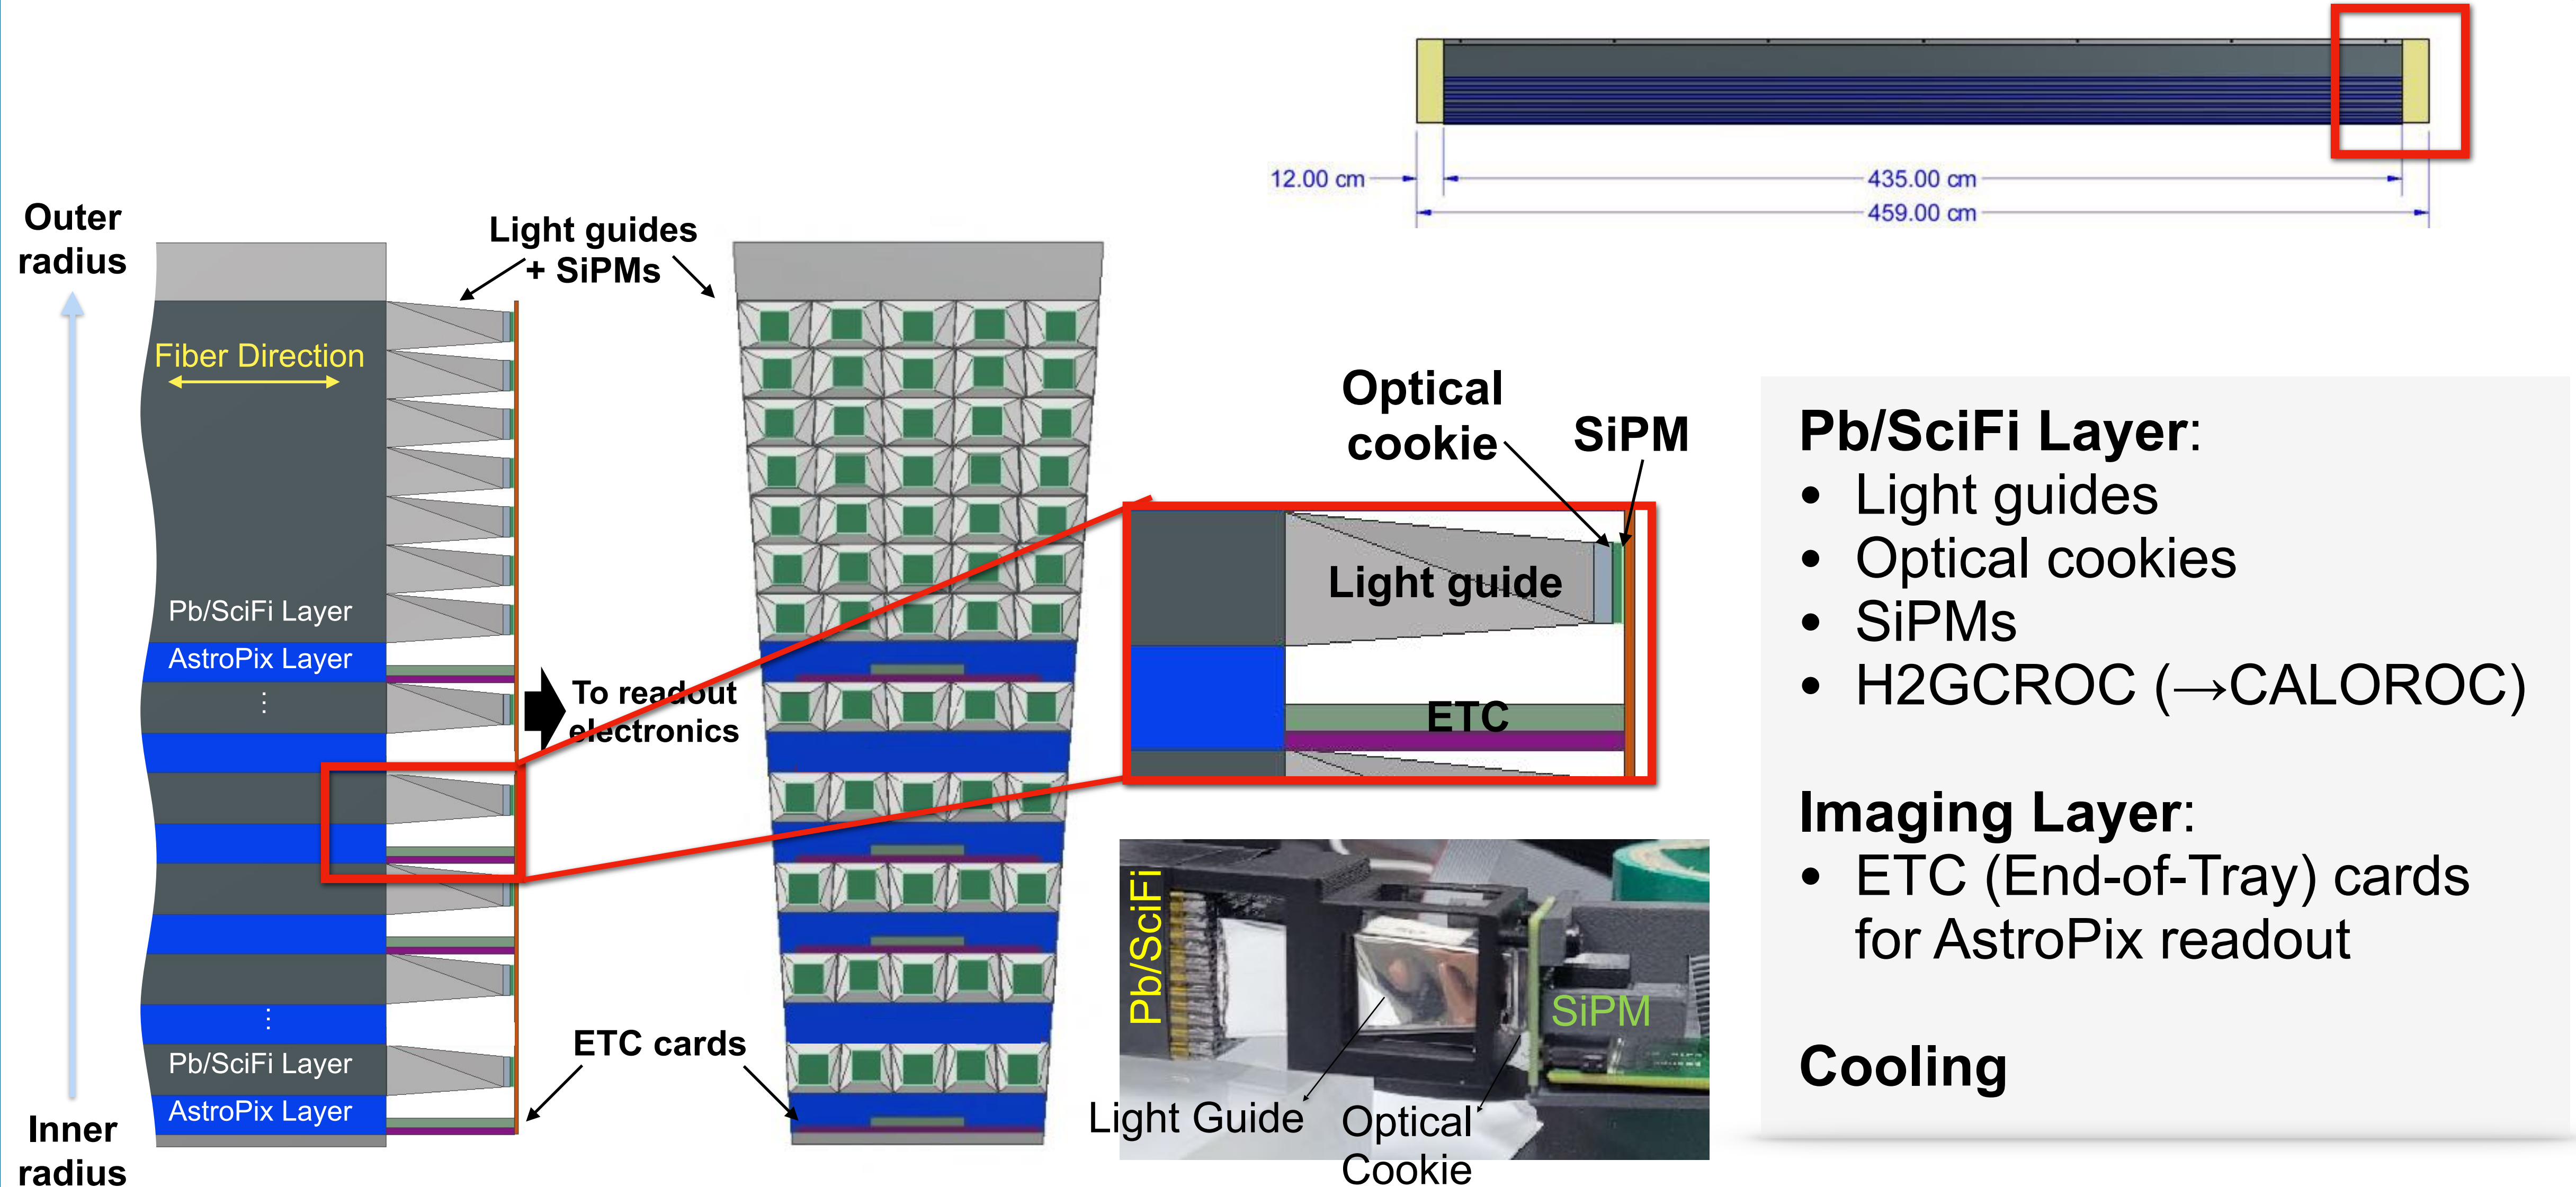 12.00 cm
435.00 cm
459.00 cm
Outer
radius
Light guides
+ SiPMs
Fiber Direction
Pb/SciFi Layer
AstroPix Layer
⋮
To readout
electronics
⋮
Pb/SciFi Layer
AstroPix Layer
Inner
radius
ETC cards
Optical
cookie
SiPM
Light guide
ETC
Pb/SciFi
SiPM
Light Guide
Optical
Cookie
Pb/SciFi Layer:
• Light guides
• Optical cookies
• SiPMs
• H2GCROC (→CALOROC)
Imaging Layer:
• ETC (End-of-Tray) cards
for AstroPix readout
Cooling